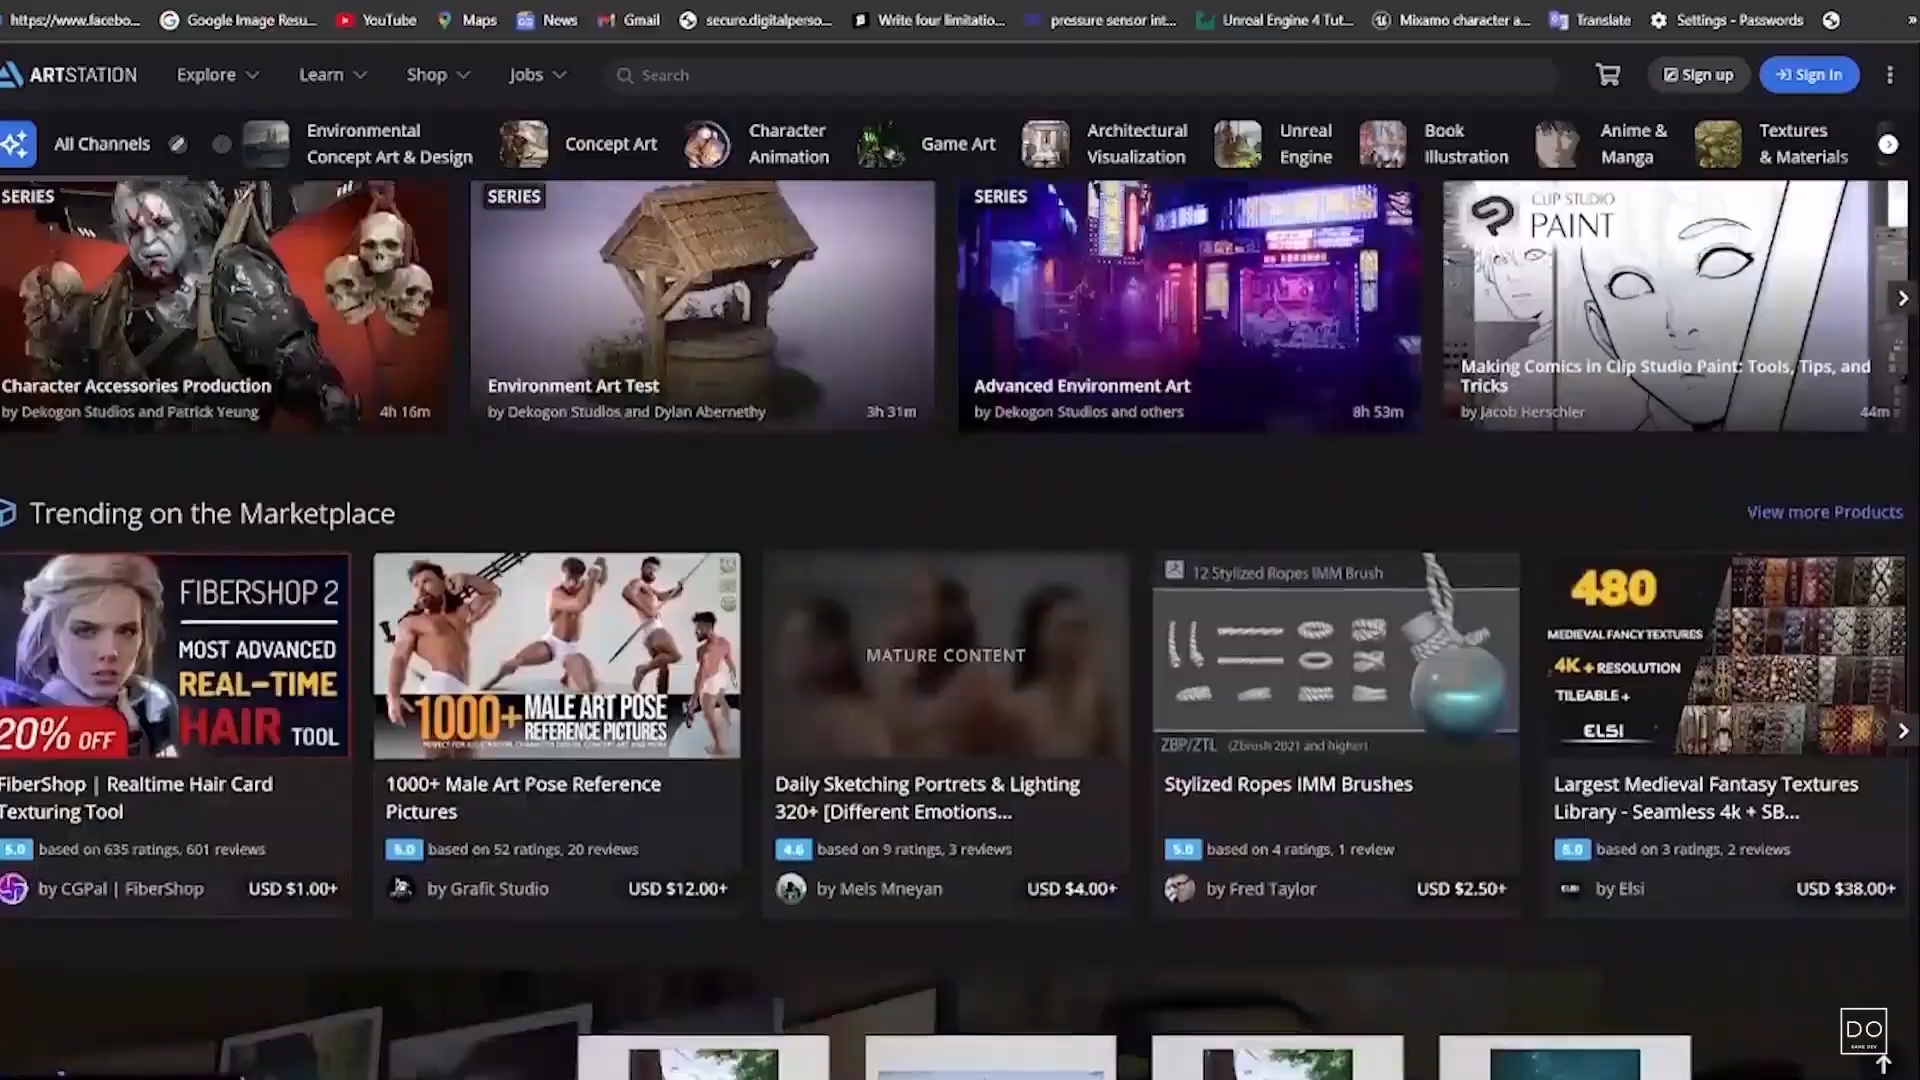 https://www.facebo... Google Image Resu... YouTube Maps News Gmail secure.digitalperso... Write four limitatio... pressure sensor int... Unreal Engine 4 Tut... Mixamo character a... Translate Settings - Passwords »
ARTSTATION Explore Learn Shop Jobs Search Sign up Sign In
All Channels
Environmental
Concept Art & Design
Concept Art
Character
Animation
Game Art
Architectural
Visualization
Unreal
Engine
Book
Illustration
Anime &
Manga
Textures
& Materials
SERIES
Character Accessories Production
by Dekogon Studios and Patrick Yeung 4h 16m
SERIES
Environment Art Test
by Dekogon Studios and Dylan Abernethy 3h 31m
SERIES
Advanced Environment Art
by Dekogon Studios and others 8h 53m
CLIP STUDIO
PAINT
Making Comics in Clip Studio Paint: Tools, Tips, and
Tricks
by Jacob Herschler 44m
Trending on the Marketplace View more Products
FIBERSHOP 2
MOST ADVANCED
REAL-TIME
HAIR TOOL
20% OFF
FiberShop | Realtime Hair Card
Texturing Tool
5.0 based on 635 ratings, 601 reviews
by CGPal | FiberShop USD $1.00+
1000+ MALE ART POSE
REFERENCE PICTURES
1000+ Male Art Pose Reference
Pictures
5.0 based on 52 ratings, 20 reviews
by Grafit Studio USD $12.00+
MATURE CONTENT
Daily Sketching Portrets & Lighting
320+ [Different Emotions...
4.6 based on 9 ratings, 3 reviews
by Mels Mneyan USD $4.00+
12 Stylized Ropes IMM Brush
ZBP/ZTL (Zbrush 2021 and higher)
Stylized Ropes IMM Brushes
5.0 based on 4 ratings, 1 review
by Fred Taylor USD $2.50+
480
MEDIEVAL FANCY TEXTURES
4K+ RESOLUTION
TILEABLE +
ELSI
Largest Medieval Fantasy Textures
Library - Seamless 4k + SB...
5.0 based on 3 ratings, 2 reviews
by Elsi USD $38.00+
DO
GAME DEV